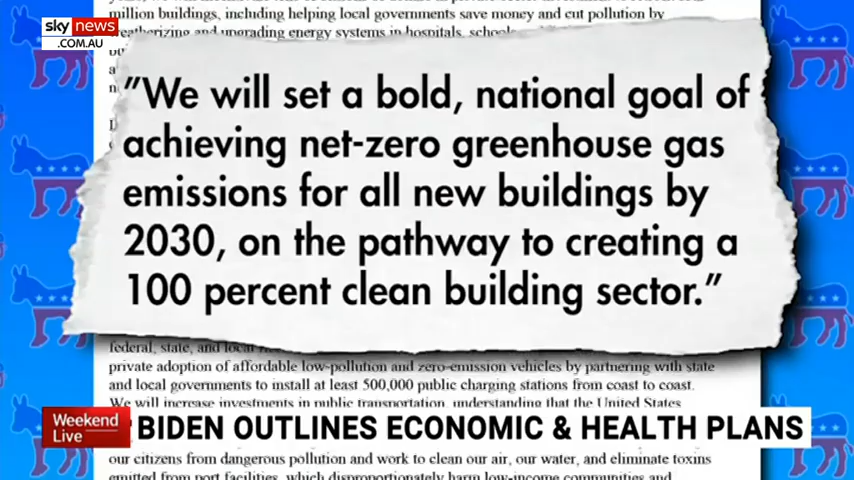 million buildings, including helping local governments save money and cut pollution by
weatherizing and upgrading energy systems in hospitals, schools
sky news
.COM.AU
"We will set a bold, national goal of
achieving net-zero greenhouse gas
emissions for all new buildings by
2030, on the pathway to creating a
100 percent clean building sector."
federal, state, and local
private adoption of affordable low-pollution and zero-emission vehicles by partnering with state
and local governments to install at least 500,000 public charging stations from coast to coast.
We will increase investments in public transportation, understanding that the United States
Weekend
Live
BIDEN OUTLINES ECONOMIC & HEALTH PLANS
our citizens from dangerous pollution and work to clean our air, our water, and eliminate toxins
emitted from port facilities, which disproportionately harm low-income communities and